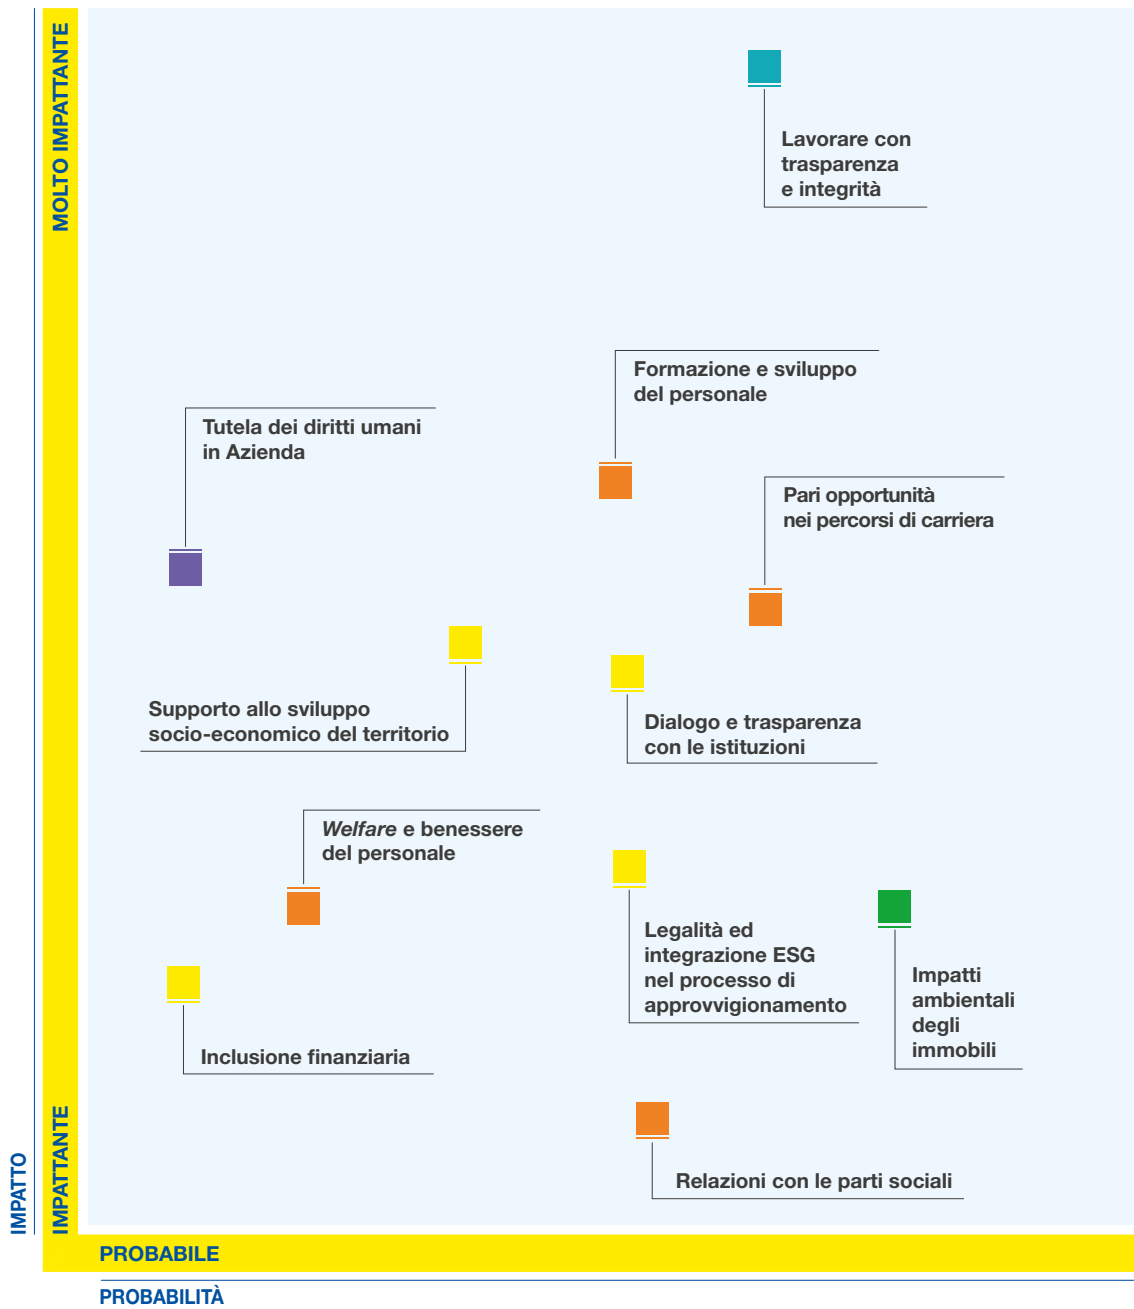 MOLTO IMPATTANTE
Lavorare con
trasparenza
e integrità
Formazione e sviluppo
del personale
Tutela dei diritti umani
in Azienda
Pari opportunità
nei percorsi di carriera
Supporto allo sviluppo
socio-economico del territorio
Dialogo e trasparenza
con le istituzioni
Welfare e benessere
del personale
Legalità ed
integrazione ESG
nel processo di
approvvigionamento
Impatti
ambientali
degli
immobili
Inclusione finanziaria
Relazioni con le parti sociali
IMPATTANTE
IMPATTO
PROBABILE
PROBABILITÀ